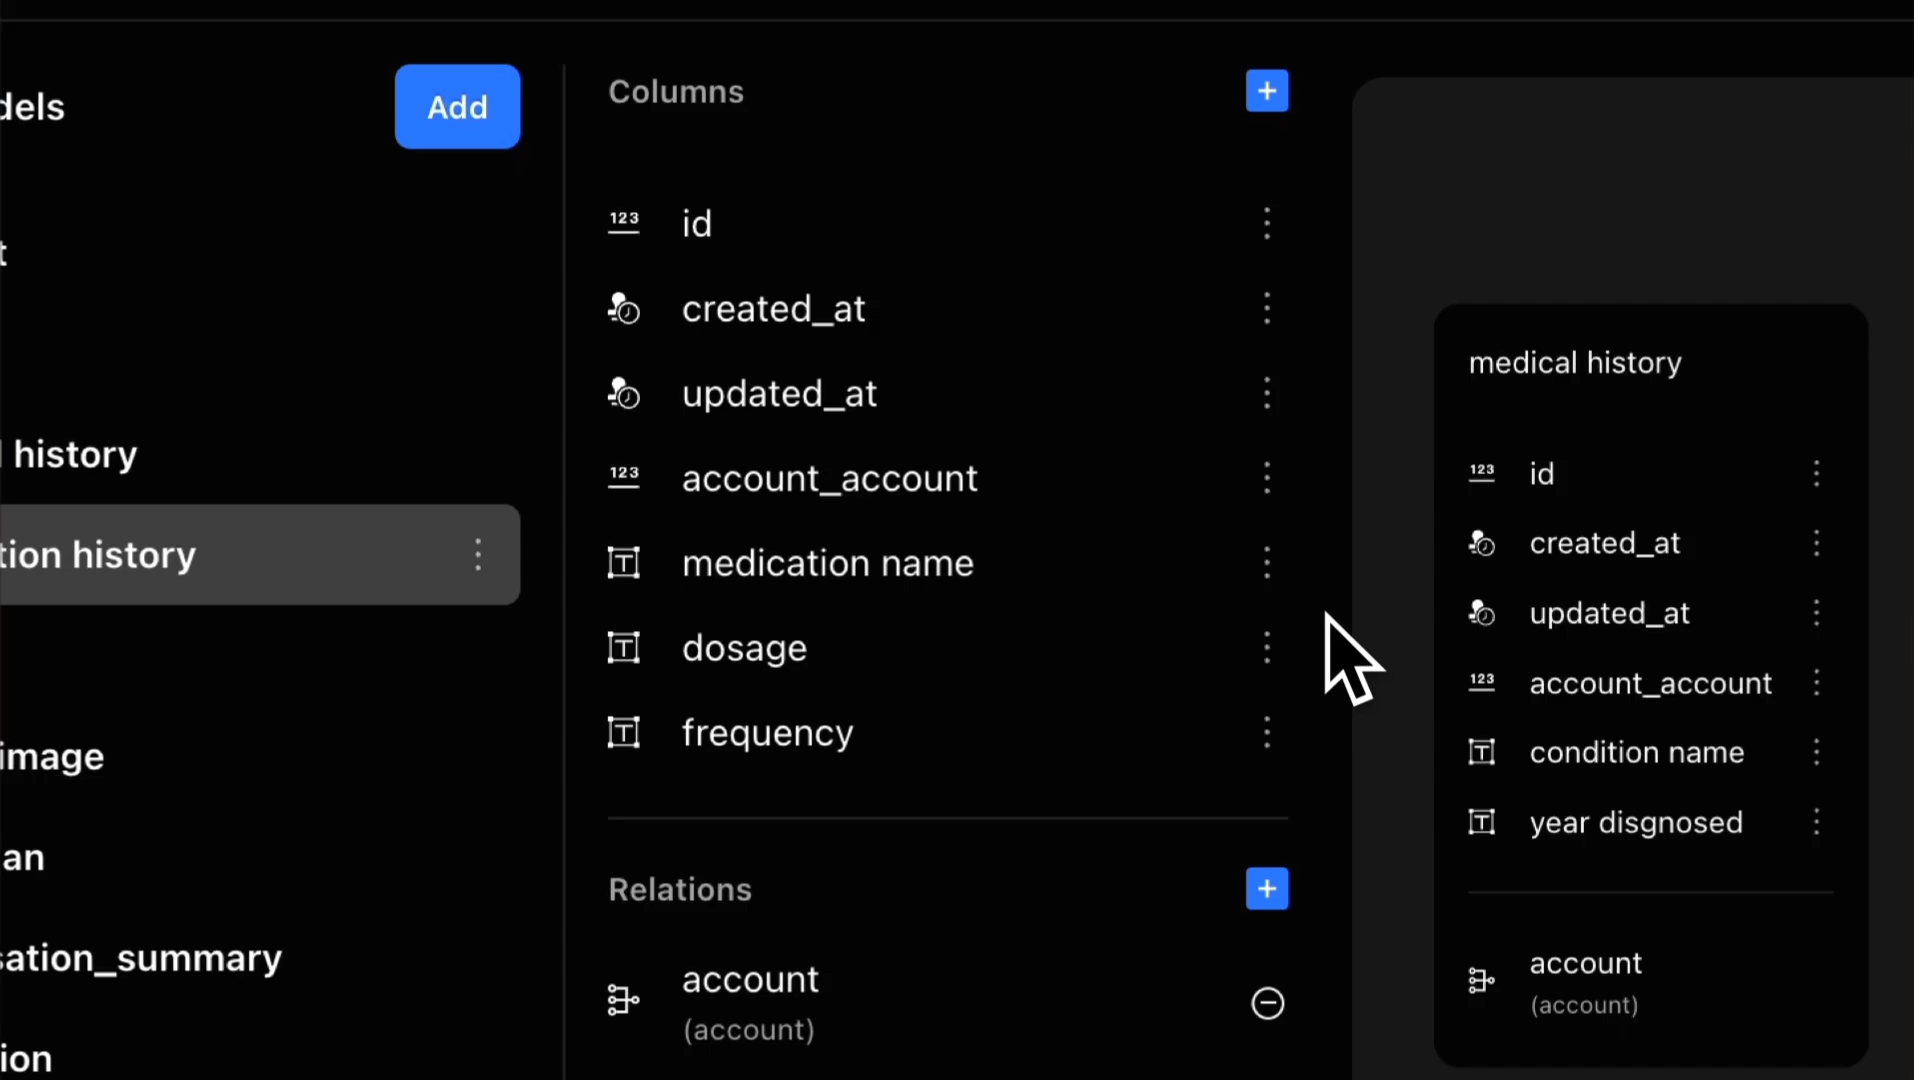 dels
Add
t
l history
tion history
image
an
sation_summary
ion
Columns
123 id
created_at
updated_at
123 account_account
T medication name
T dosage
T frequency
Relations
account
(account)
medical history
123 id
created_at
updated_at
123 account_account
T condition name
T year disgnosed
account
(account)